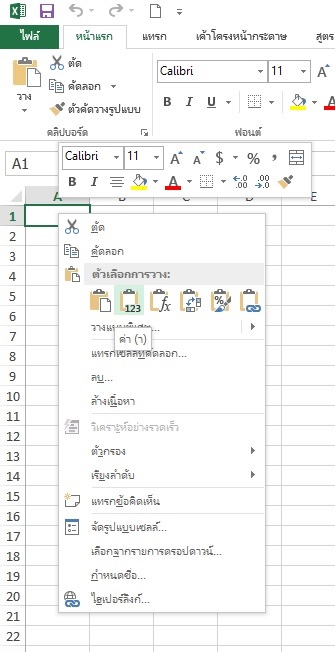 ไฟล์ หน้าแรก แทรก เค้าโครงหน้ากระดาษ สูตร
ตัด
คัดลอก
ตัวคัดวางรูปแบบ
วาง
คลิปบอร์ด
Calibri 11 A
B I U A
ฟอนต์
Calibri 11 A A $ % ,
B I A
A1
A B C D E
1
2
3
4
5
6
7
8
9
10
11
12
13
14
15
16
17
18
19
20
21
22
ตัด
คัดลอก
ตัวเลือกการวาง:
123 fx %
วางแบบพิเศษ...
ค่า (ๅ)
แทรกเซลล์ที่คัดลอก...
ลบ...
ล้างเนื้อหา
วิเคราะห์อย่างรวดเร็ว
ตัวกรอง
เรียงลำดับ
แทรกข้อคิดเห็น
จัดรูปแบบเซลล์...
เลือกจากรายการดรอปดาวน์...
กำหนดชื่อ...
ไฮเปอร์ลิงก์...